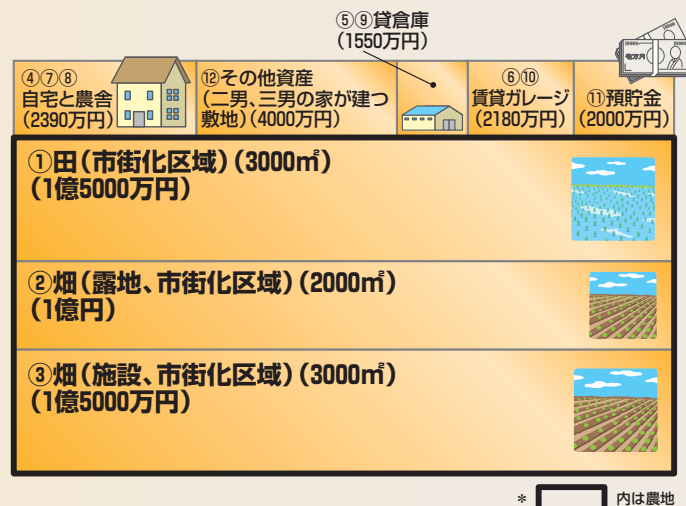 ⑤⑨貸倉庫
(1550万円)
④⑦⑧
自宅と農舎
(2390万円)
⑫その他資産
(二男、三男の家が建つ
敷地)(4000万円)
⑥⑩
賃貸ガレージ
(2180万円)
⑪預貯金
(2000万円)
壱万円
①田(市街化区域)(3000㎡)
(1億5000万円)
②畑(露地、市街化区域)(2000㎡)
(1億円)
③畑(施設、市街化区域)(3000㎡)
(1億5000万円)
* 内は農地